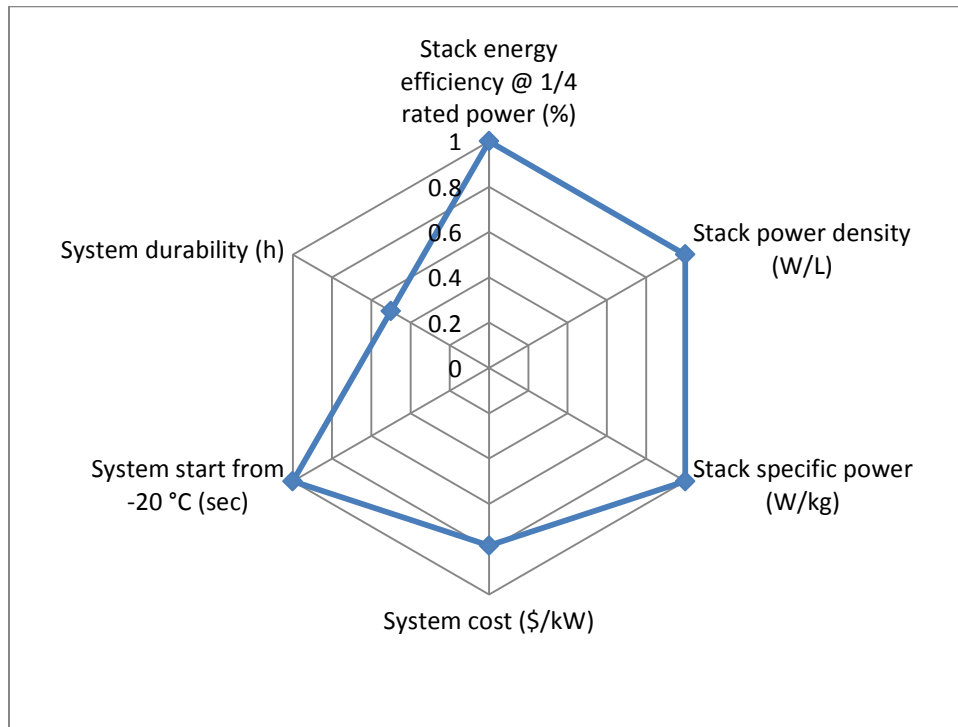 Stack energy
efficiency @ 1/4
rated power (%)
1
0.8
0.6
0.4
0.2
0
Stack power density
(W/L)
Stack specific power
(W/kg)
System cost ($/kW)
System start from
-20 °C (sec)
System durability (h)